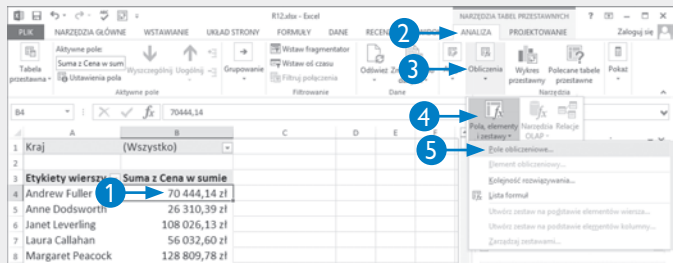 R12.xlsx - Excel
NARZĘDZIA TABEL PRZESTAWNYCH
PLIK NARZĘDZIA GŁÓWNE WSTAWIANIE UKŁAD STRONY FORMUŁY DANE ANALIZA PROJEKTOWANIE Zaloguj się
2
Tabela przestawna
Aktywne pole:
Suma z Cena w sum
Ustawienia pola
Wyszczególnij Uogólnij
Aktywne pole
Grupowanie
Wstaw fragmentator
Wstaw oś czasu
Filtruj połączenia
Filtrowanie
Odśwież
Dane
3
Obliczenia
Wykres przestawny
Polecane tabele przestawne
Narzędzia
Pokaż
4
Pola, elementy i zestawy
Narzędzia OLAP
Relacje
5
Pole obliczeniowe...
Element obliczeniowy...
Kolejność rozwiązywania...
Lista formuł
Utwórz zestaw na podstawie elementów wiersza...
Utwórz zestaw na podstawie elementów kolumny...
Zarządzaj zestawami...
B4 fx 70444,14
A B C D E F
1 Kraj (Wszystko)
2
3 Etykiety wierszy Suma z Cena w sumie
4 Andrew Fuller 1 70 444,14 zł
5 Anne Dodsworth 26 310,39 zł
6 Janet Leverling 108 026,13 zł
7 Laura Callahan 56 032,60 zł
8 Margaret Peacock 128 809,78 zł